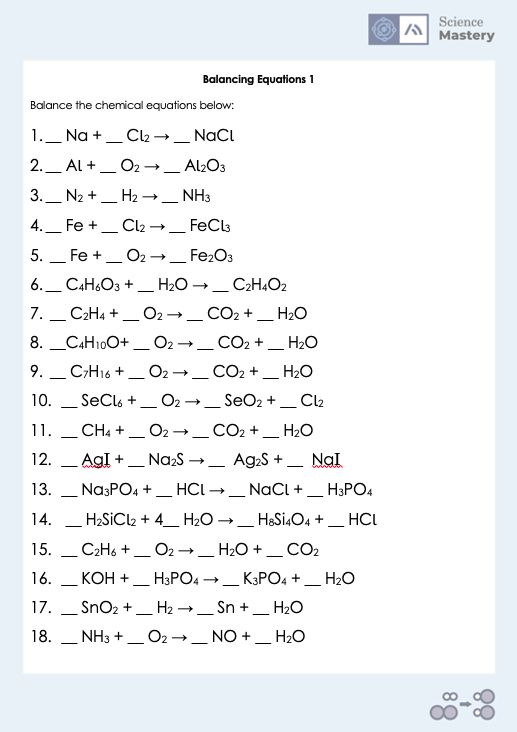 Science
Mastery
Balancing Equations 1
Balance the chemical equations below:
1.__ Na + __ Cl₂ → __ NaCl
2.__ Al + __ O₂ → __ Al₂O₃
3.__ N₂ + __ H₂ → __ NH₃
4.__ Fe + __ Cl₂ → __ FeCl₃
5. __ Fe + __ O₂ → __ Fe₂O₃
6.__ C₄H₆O₃ + __ H₂O → __ C₂H₄O₂
7. __ C₂H₄ + __ O₂ → __ CO₂ + __ H₂O
8. __C₄H₁₀O+ __ O₂ → __ CO₂ + __ H₂O
9. __ C₇H₁₆ + __ O₂ → __ CO₂ + __ H₂O
10. __ SeCl₆ + __ O₂ → __ SeO₂ + __ Cl₂
11. __ CH₄ + __ O₂ → __ CO₂ + __ H₂O
12. __ AgI + __ Na₂S → __ Ag₂S + __ NaI
13. __ Na₃PO₄ + __ HCl → __ NaCl + __ H₃PO₄
14. __ H₂SiCl₂ + 4__ H₂O → __ H₈Si₄O₄ + __ HCl
15. __ C₂H₆ + __ O₂ → __ H₂O + __ CO₂
16. __ KOH + __ H₃PO₄ → __ K₃PO₄ + __ H₂O
17. __ SnO₂ + __ H₂ → __ Sn + __ H₂O
18. __ NH₃ + __ O₂ → __ NO + __ H₂O